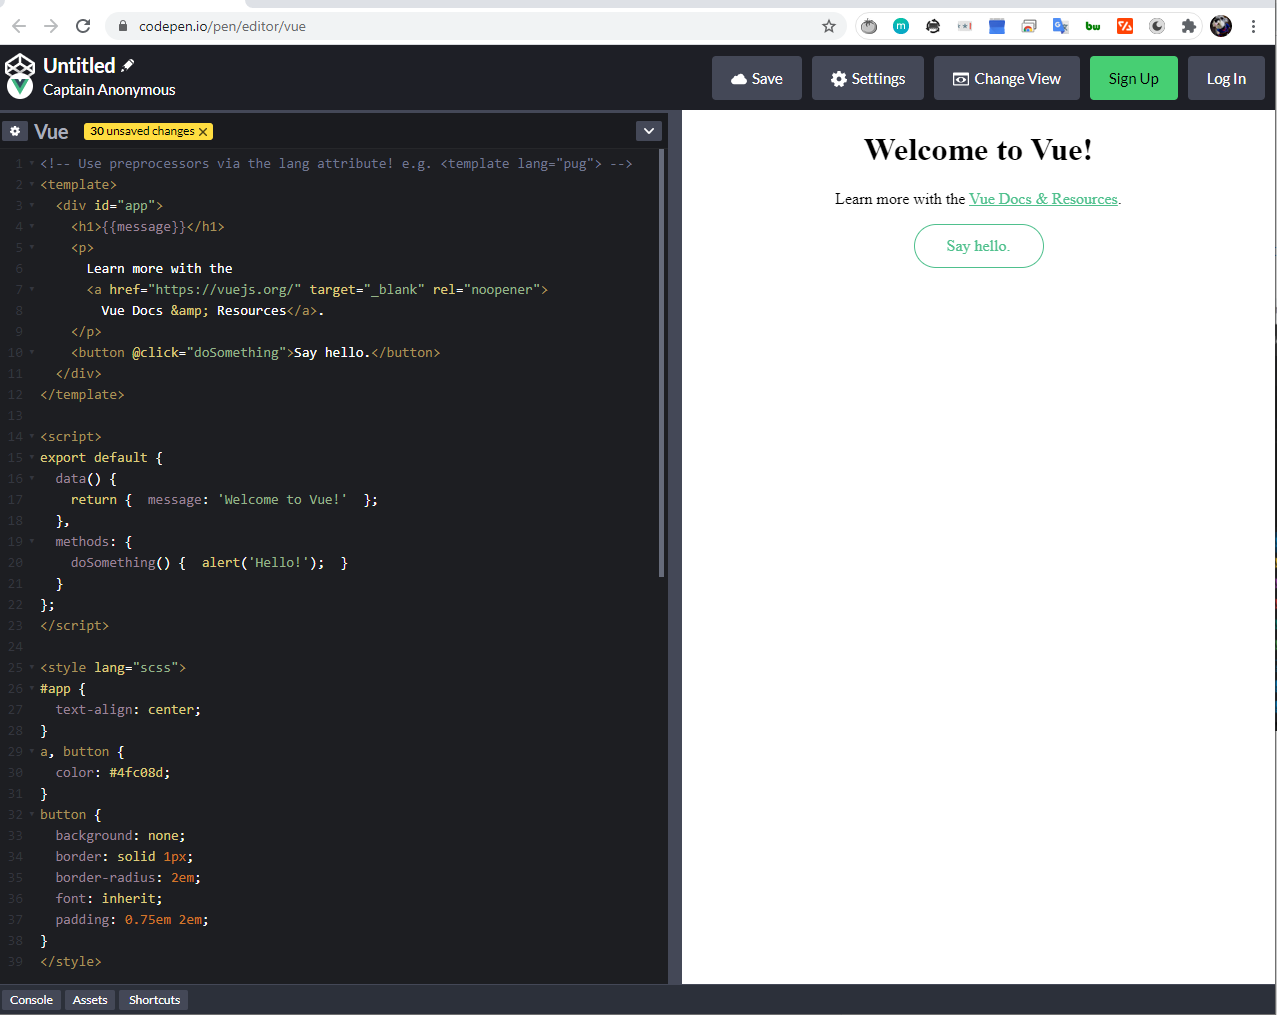 codepen.io/pen/editor/vue
Untitled
Captain Anonymous
Save
Settings
Change View
Sign Up
Log In
Vue
30 unsaved changes X
1 <!-- Use preprocessors via the lang attribute! e.g. <template lang="pug"> -->
2 <template>
3   <div id="app">
4     <h1>{{message}}</h1>
5     <p>
6       Learn more with the
7       <a href="https://vuejs.org/" target="_blank" rel="noopener">
8         Vue Docs &amp; Resources</a>.
9     </p>
10     <button @click="doSomething">Say hello.</button>
11   </div>
12 </template>
13
14 <script>
15 export default {
16   data() {
17     return {  message: 'Welcome to Vue!'  };
18   },
19   methods: {
20     doSomething() {  alert('Hello!');  }
21   }
22 };
23 </script>
24
25 <style lang="scss">
26 #app {
27   text-align: center;
28 }
29 a, button {
30   color: #4fc08d;
31 }
32 button {
33   background: none;
34   border: solid 1px;
35   border-radius: 2em;
36   font: inherit;
37   padding: 0.75em 2em;
38 }
39 </style>
Welcome to Vue!
Learn more with the Vue Docs & Resources.
Say hello.
Console
Assets
Shortcuts